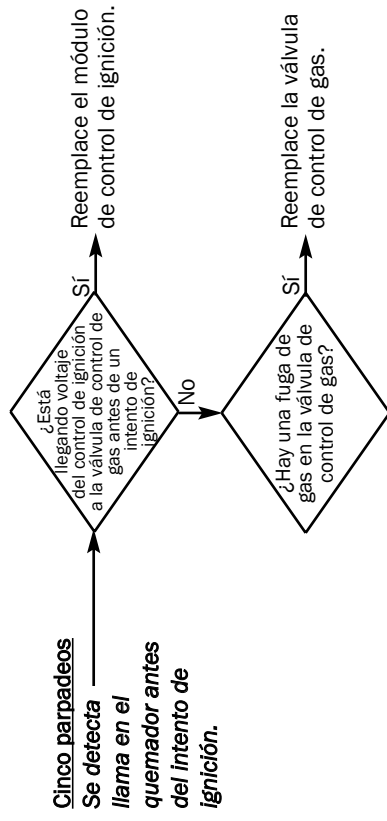 Cinco parpadeos
Se detecta
llama en el
quemador antes
del intento de
ignición.
¿Está
llegando voltaje
del control de ignición
a la válvula de control de
gas antes de un
intento de
ignición?
Sí
Reemplace el módulo
de control de ignición.
No
¿Hay una fuga de
gas en la válvula de
control de gas?
Sí
Reemplace la válvula
de control de gas.